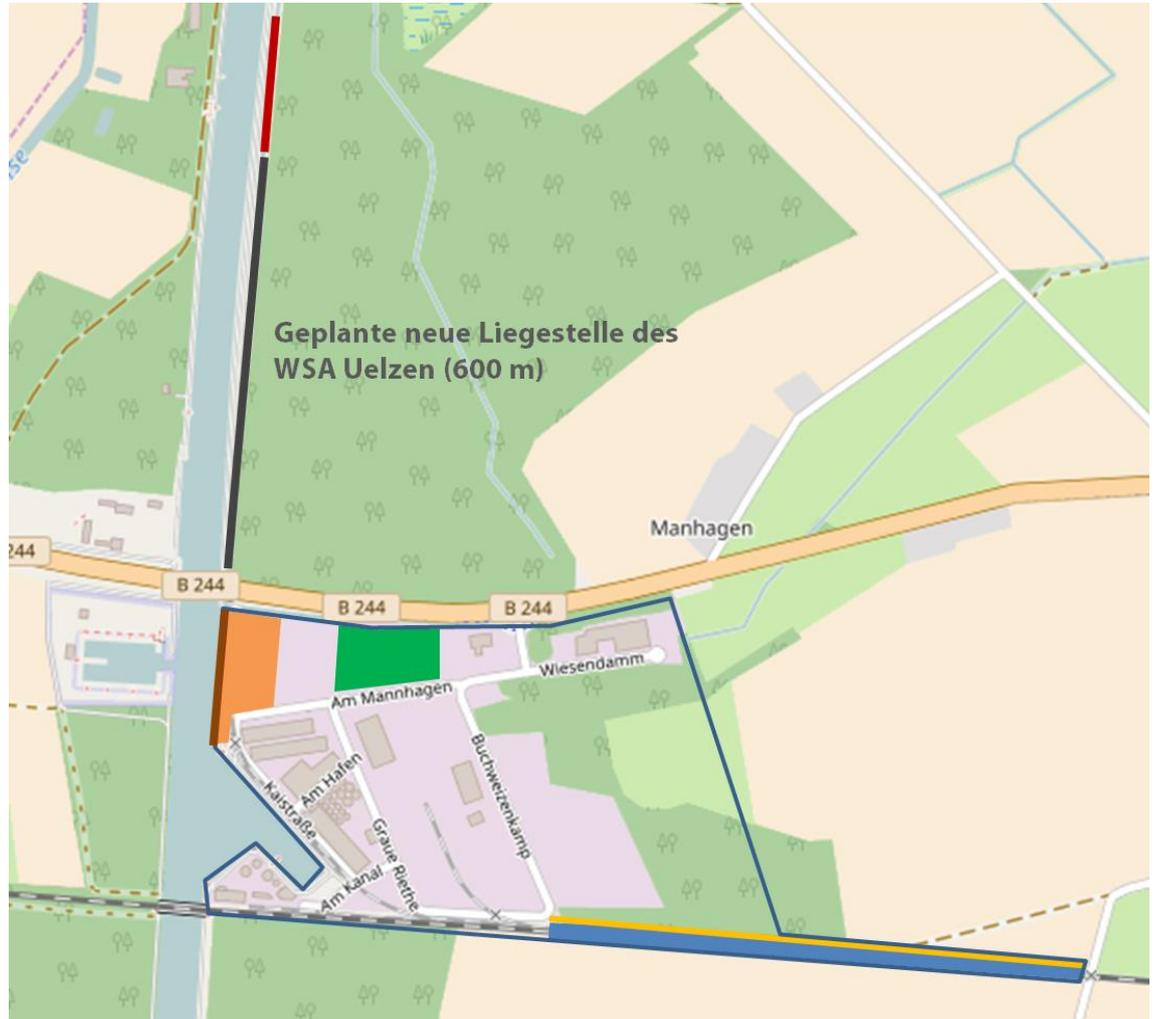 se
Geplante neue Liegestelle des
WSA Uelzen (600 m)
Manhagen
244
B 244
B 244
B 244
Wiesendamm
Am Mannhagen
Buchweizenkamp
Am Hafen
Kaistraße
Graue Riethe
Am Kanal